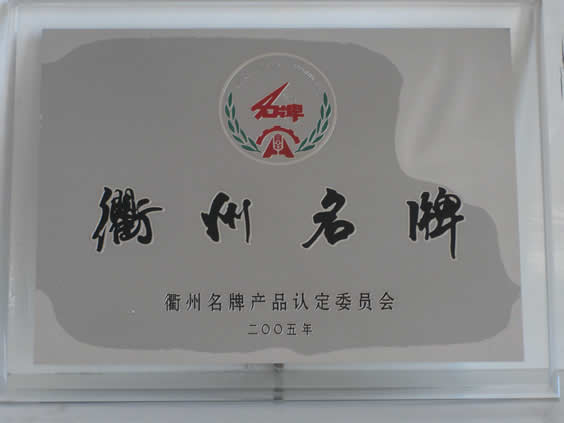 名牌
衢州名牌
衢州名牌产品认定委员会
二〇〇五年